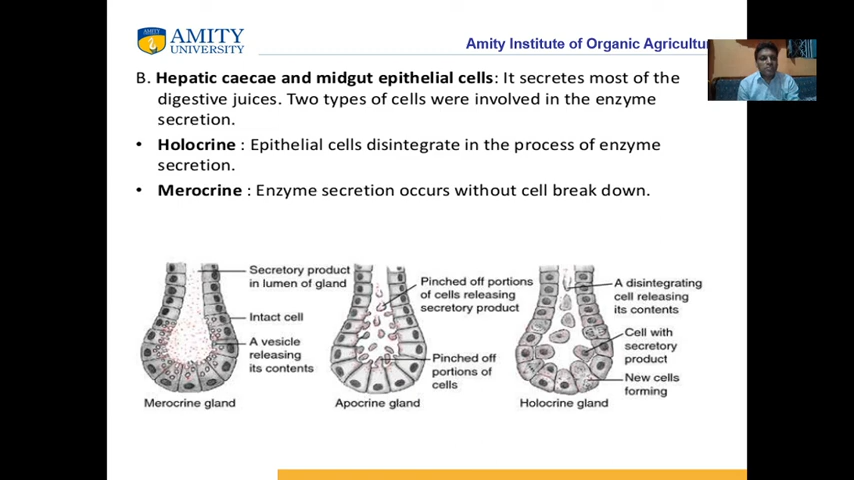 AMITY
UNIVERSITY
Amity Institute of Organic
B. Hepatic caecae and midgut epithelial cells: It secretes most of the
digestive juices. Two types of cells were involved in the enzyme
secretion.
• Holocrine : Epithelial cells disintegrate in the process of enzyme
secretion.
• Merocrine : Enzyme secretion occurs without cell break down.
Secretory product
in lumen of gland
Intact cell
A vesicle
releasing
its contents
Merocrine gland
Pinched off portions
of cells releasing
secretory product
Pinched off
portions of
cells
Apocrine gland
A disintegrating
cell releasing
its contents
Cell with
secretory
product
New cells
forming
Holocrine gland